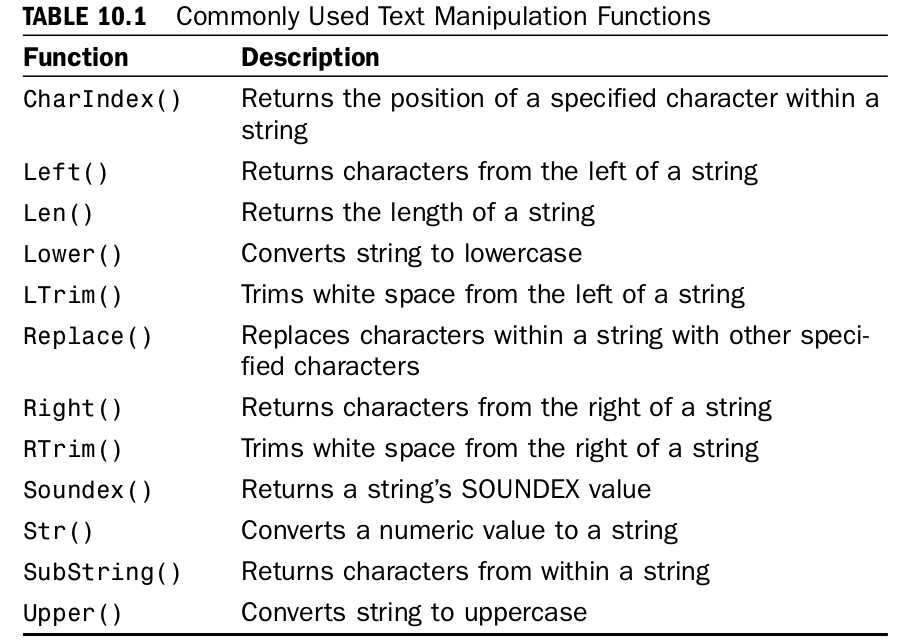 TABLE 10.1 Commonly Used Text Manipulation Functions
Function Description
CharIndex() Returns the position of a specified character within a
string
Left() Returns characters from the left of a string
Len() Returns the length of a string
Lower() Converts string to lowercase
LTrim() Trims white space from the left of a string
Replace() Replaces characters within a string with other speci-
fied characters
Right() Returns characters from the right of a string
RTrim() Trims white space from the right of a string
Soundex() Returns a string’s SOUNDEX value
Str() Converts a numeric value to a string
SubString() Returns characters from within a string
Upper() Converts string to uppercase